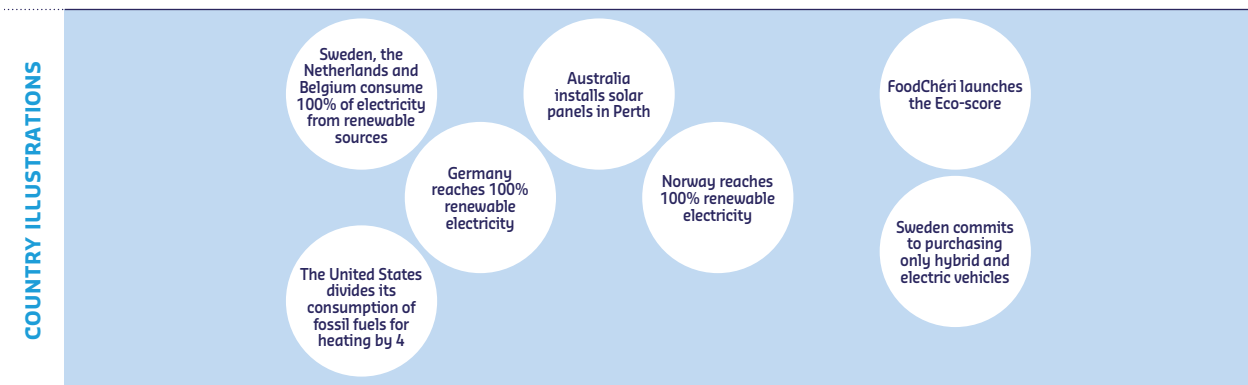 COUNTRY ILLUSTRATIONS
Sweden, the
Netherlands and
Belgium consume
100% of electricity
from renewable
sources
Germany
reaches 100%
renewable
electricity
The United States
divides its
consumption of
fossil fuels for
heating by 4
Australia
installs solar
panels in Perth
Norway reaches
100% renewable
electricity
FoodChéri launches
the Eco-score
Sweden commits
to purchasing
only hybrid and
electric vehicles